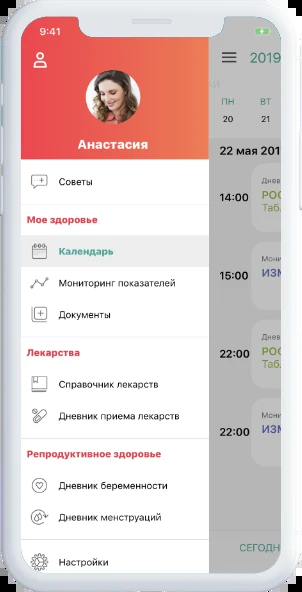 9:41
2019
Анастасия
ПН ВТ
20 21
Советы
22 мая 201
Мое здоровье
Днев
14:00 РОС
Табл
Календарь
Мониторинг показателей
Мони
15:00 ИЗМ
Документы
Лекарства
Днев
22:00 РОС
Табл
Справочник лекарств
Дневник приема лекарств
Мони
22:00 ИЗМ
Репродуктивное здоровье
Дневник беременности
Дневник менструаций
СЕГОДН
Настройки